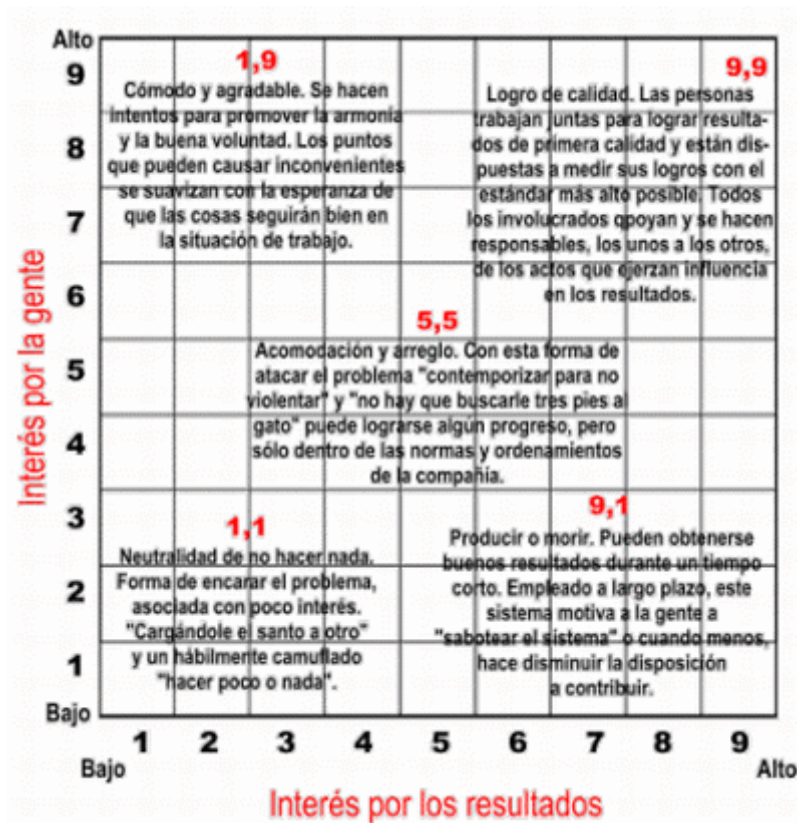 Alto
9
8
7
6
5
4
3
2
1
Bajo
Interés por la gente
1,9
Cómodo y agradable. Se hacen
intentos para promover la armonía
y la buena voluntad. Los puntos
que pueden causar inconvenientes
se suavizan con la esperanza de
que las cosas seguirán bien en
la situación de trabajo.
9,9
Logro de calidad. Las personas
trabajan juntas para lograr resulta-
dos de primera calidad y están dis-
puestas a medir sus logros con el
estándar más alto posible. Todos
los involucrados qpoyan y se hacen
responsables, los unos a los otros,
de los actos que ejerzan influencia
en los resultados.
5,5
Acomodación y arreglo. Con esta forma de
atacar el problema "contemporizar para no
violentar" y "no hay que buscarle tres pies al
gato" puede lograrse algún progreso, pero
sólo dentro de las normas y ordenamientos
de la compañía.
1,1
Neutralidad de no hacer nada.
Forma de encarar el problema,
asociada con poco interés.
"Cargándole el santo a otro"
y un hábilmente camuflado
"hacer poco o nada".
9,1
Producir o morir. Pueden obtenerse
buenos resultados durante un tiempo
corto. Empleado a largo plazo, este
sistema motiva a la gente a
"sabotear el sistema" o cuando menos,
hace disminuir la disposición
a contribuir.
1 2 3 4 5 6 7 8 9
Bajo Alto
Interés por los resultados